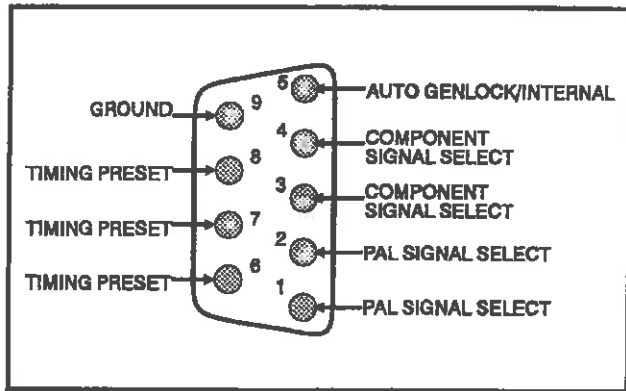 5
AUTO GENLOCK/INTERNAL
GROUND
9
4
COMPONENT
SIGNAL SELECT
8
TIMING PRESET
3
COMPONENT
SIGNAL SELECT
7
TIMING PRESET
2
PAL SIGNAL SELECT
6
TIMING PRESET
1
PAL SIGNAL SELECT